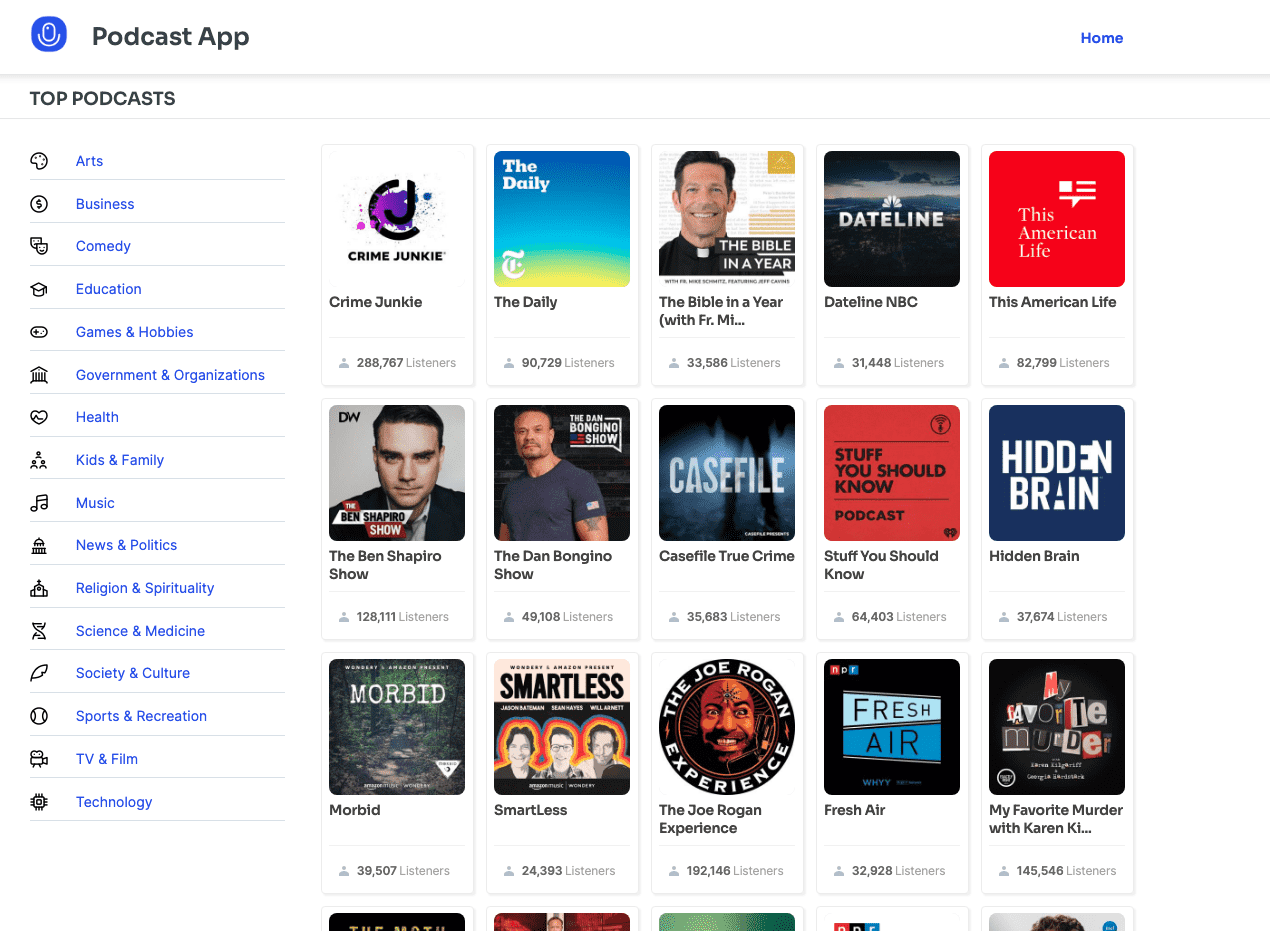 Podcast App
Home
TOP PODCASTS
Arts
Business
Comedy
Education
Games & Hobbies
Government & Organizations
Health
Kids & Family
Music
News & Politics
Religion & Spirituality
Science & Medicine
Society & Culture
Sports & Recreation
TV & Film
Technology
CRIME JUNKIE
Crime Junkie
288,767 Listeners
The
Daily
The Daily
90,729 Listeners
THE BIBLE
IN A YEAR
WITH FR. MIKE SCHMITZ, FEATURING JEFF CAVINS
The Bible in a Year
(with Fr. Mi...
33,586 Listeners
DATELINE
Dateline NBC
31,448 Listeners
This
American
Life
This American Life
82,799 Listeners
DW
THE
BEN SHAPIRO
SHOW
The Ben Shapiro
Show
128,111 Listeners
THE DAN
BONGINO
SHOW
The Dan Bongino
Show
49,108 Listeners
CASEFILE
CASEFILE PRESENTS
Casefile True Crime
35,683 Listeners
STUFF
YOU SHOULD
KNOW
PODCAST
Stuff You Should
Know
64,403 Listeners
HIDDEN
BRAIN
Hidden Brain
37,674 Listeners
WONDERY & AMAZON PRESENT
MORBID
amazon music | WONDERY
Morbid
39,507 Listeners
WONDERY & AMAZON PRESENT
SMARTLESS
JASON BATEMAN SEAN HAYES WILL ARNETT
amazon music | WONDERY
SmartLess
24,393 Listeners
THE JOE ROGAN
EXPERIENCE
The Joe Rogan
Experience
192,146 Listeners
npr
FRESH
AIR
WHYY
Fresh Air
32,928 Listeners
My
FAVORiTE
muRDeR
with
Karen Kilgariff
&
Georgia Hardstark
My Favorite Murder
with Karen Ki...
145,546 Listeners
THE MOTH
npr